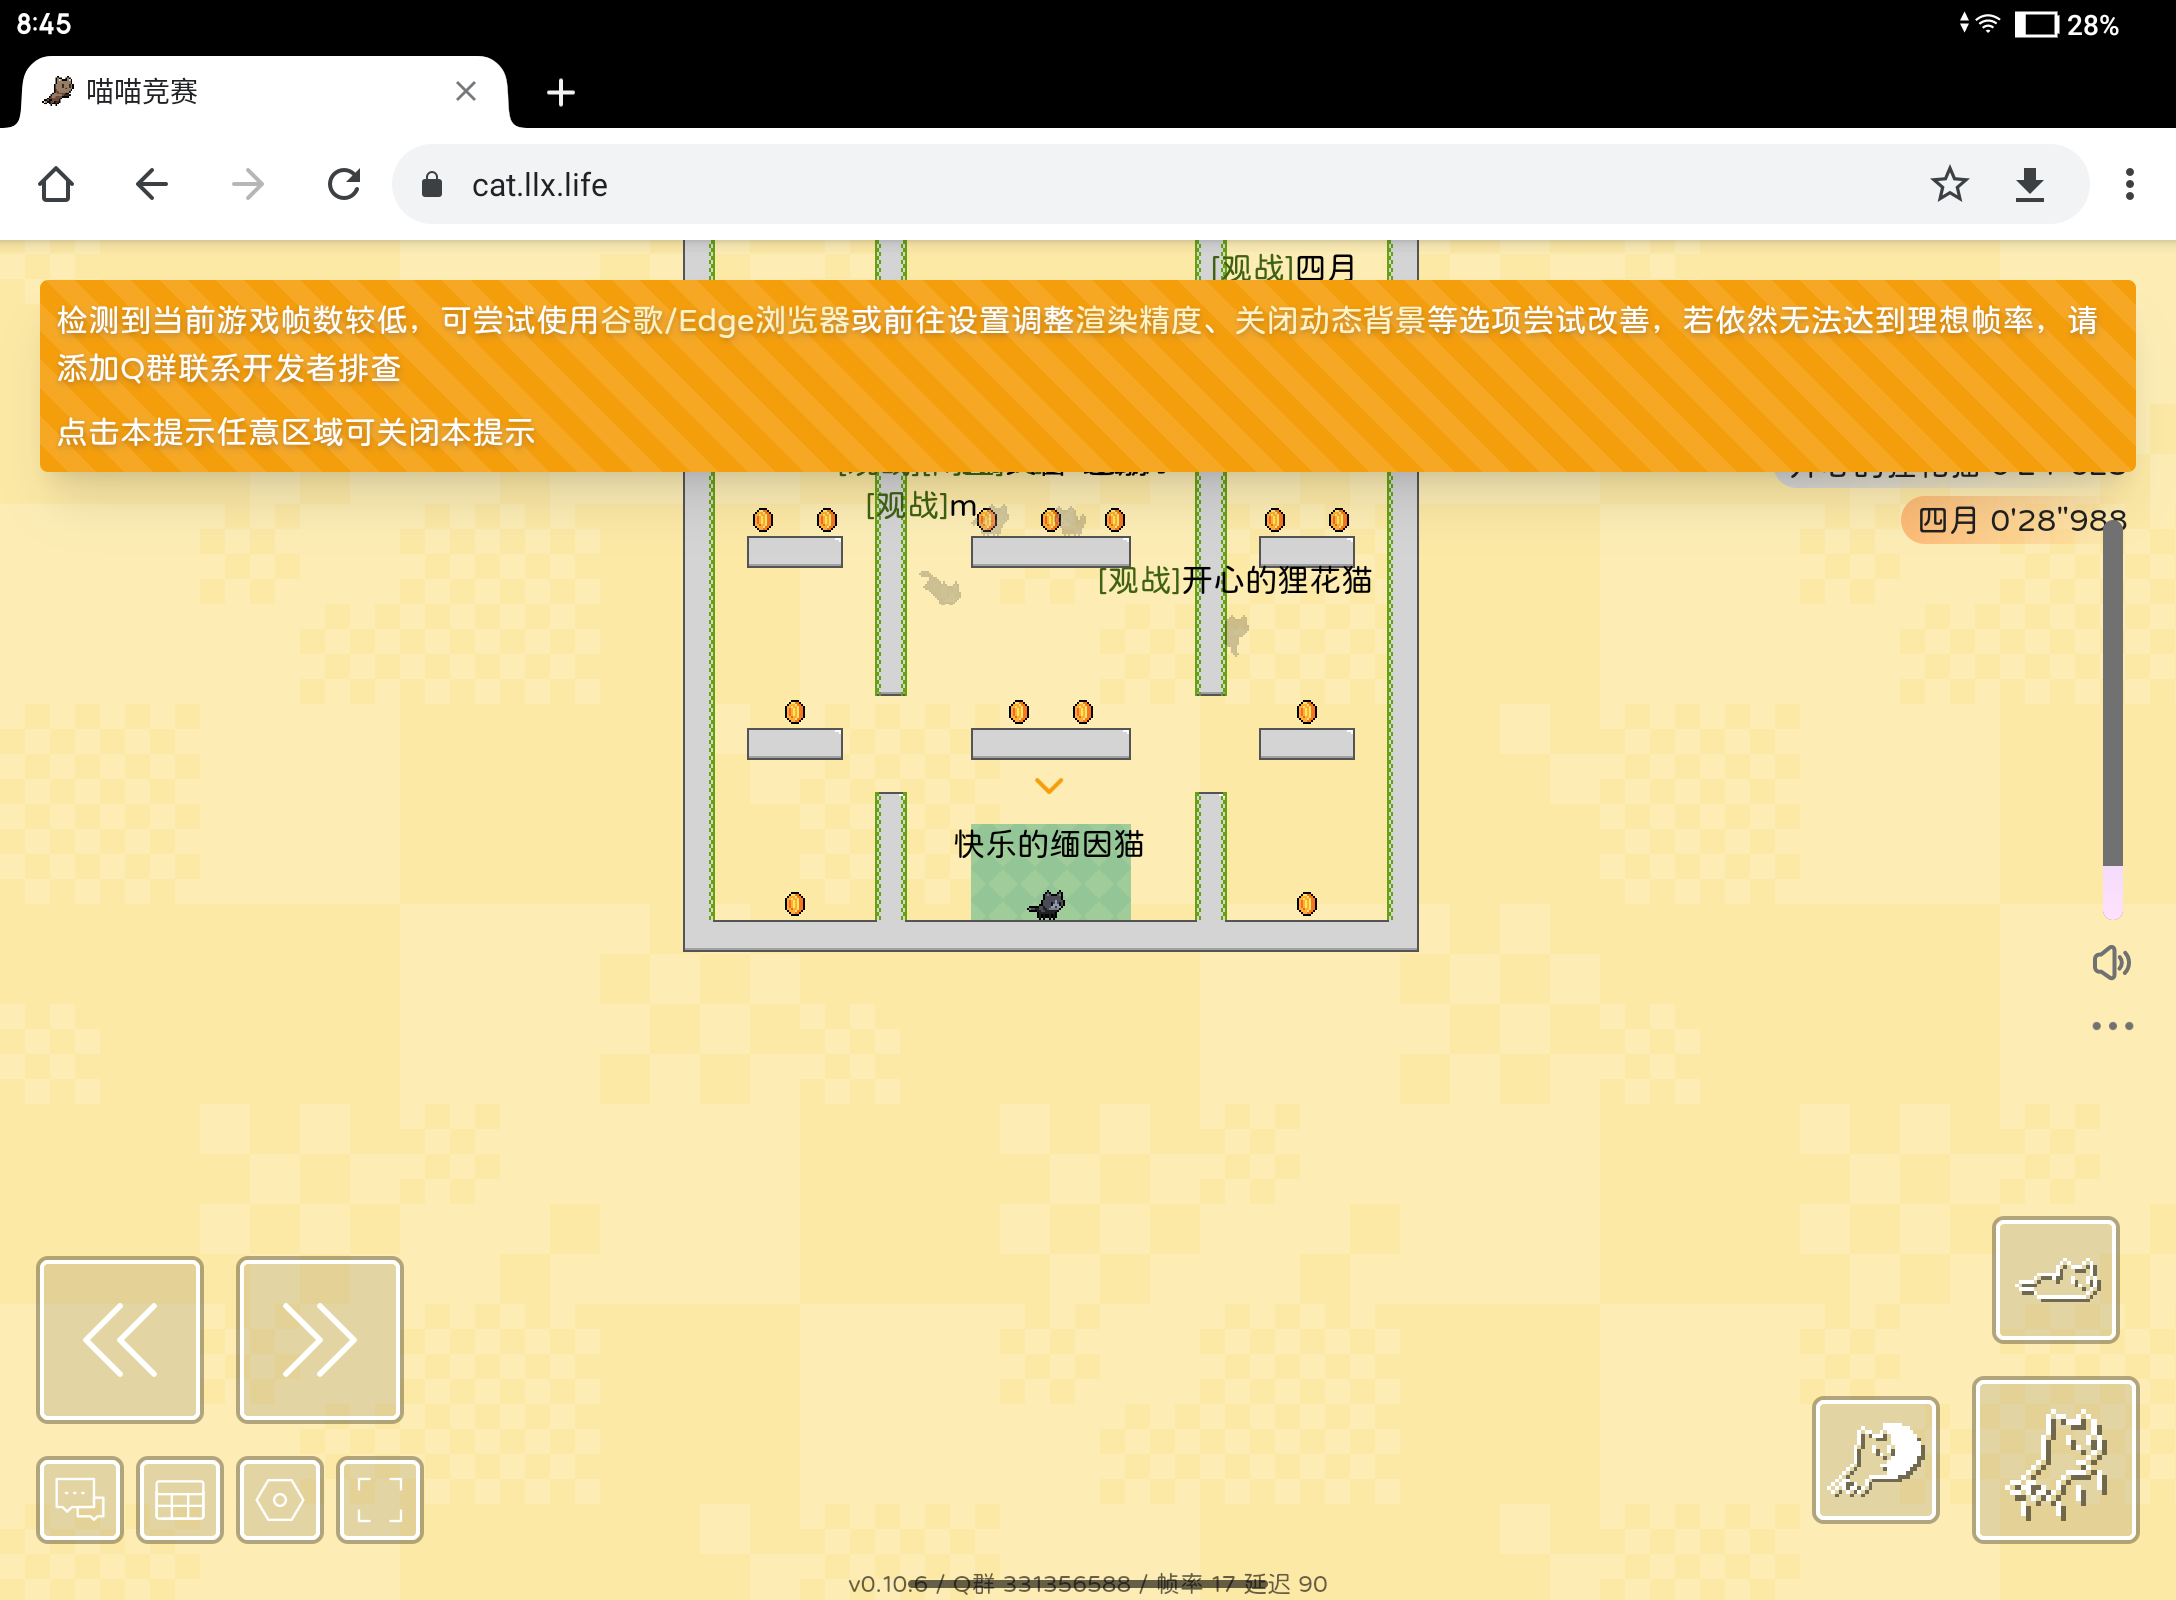 8:45
28%
喵喵竞赛
cat.llx.life
[观战]四月
检测到当前游戏帧数较低，可尝试使用谷歌/Edge浏览器或前往设置调整渲染精度、关闭动态背景等选项尝试改善，若依然无法达到理想帧率，请
添加Q群联系开发者排查
点击本提示任意区域可关闭本提示
[观战]m
四月 0'28"988
[观战]开心的狸花猫
快乐的缅因猫
v0.10.6 / Q群 331356588 / 帧率 17 延迟 90